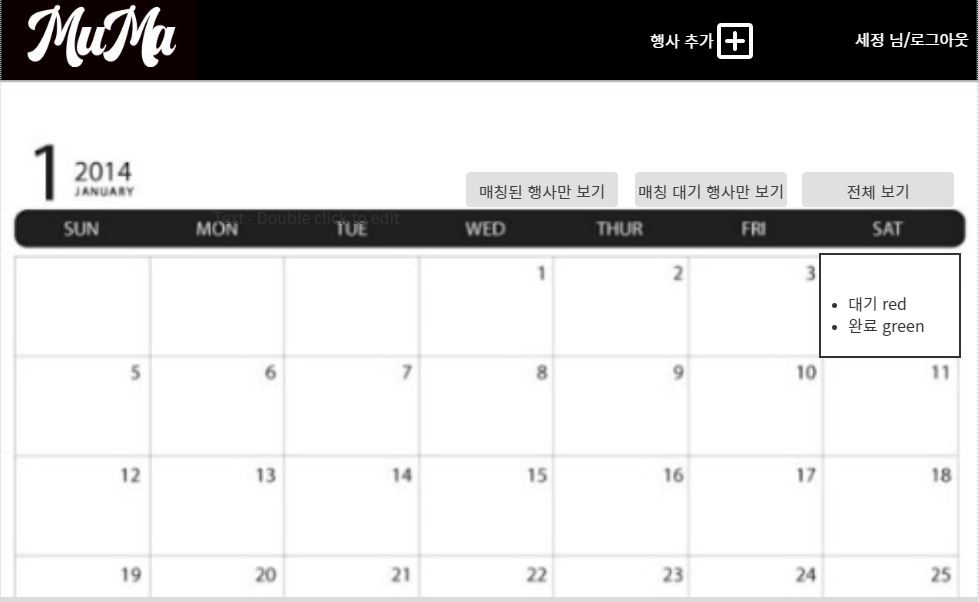 MuMa
행사 추가
세정 님/로그아웃
1 2014
JANUARY
매칭된 행사만 보기 매칭 대기 행사만 보기 전체 보기
Text - Double click to edit
SUN MON TUE WED THUR FRI SAT
1 2 3
• 대기 red
• 완료 green
5 6 7 8 9 10 11
12 13 14 15 16 17 18
19 20 21 22 23 24 25